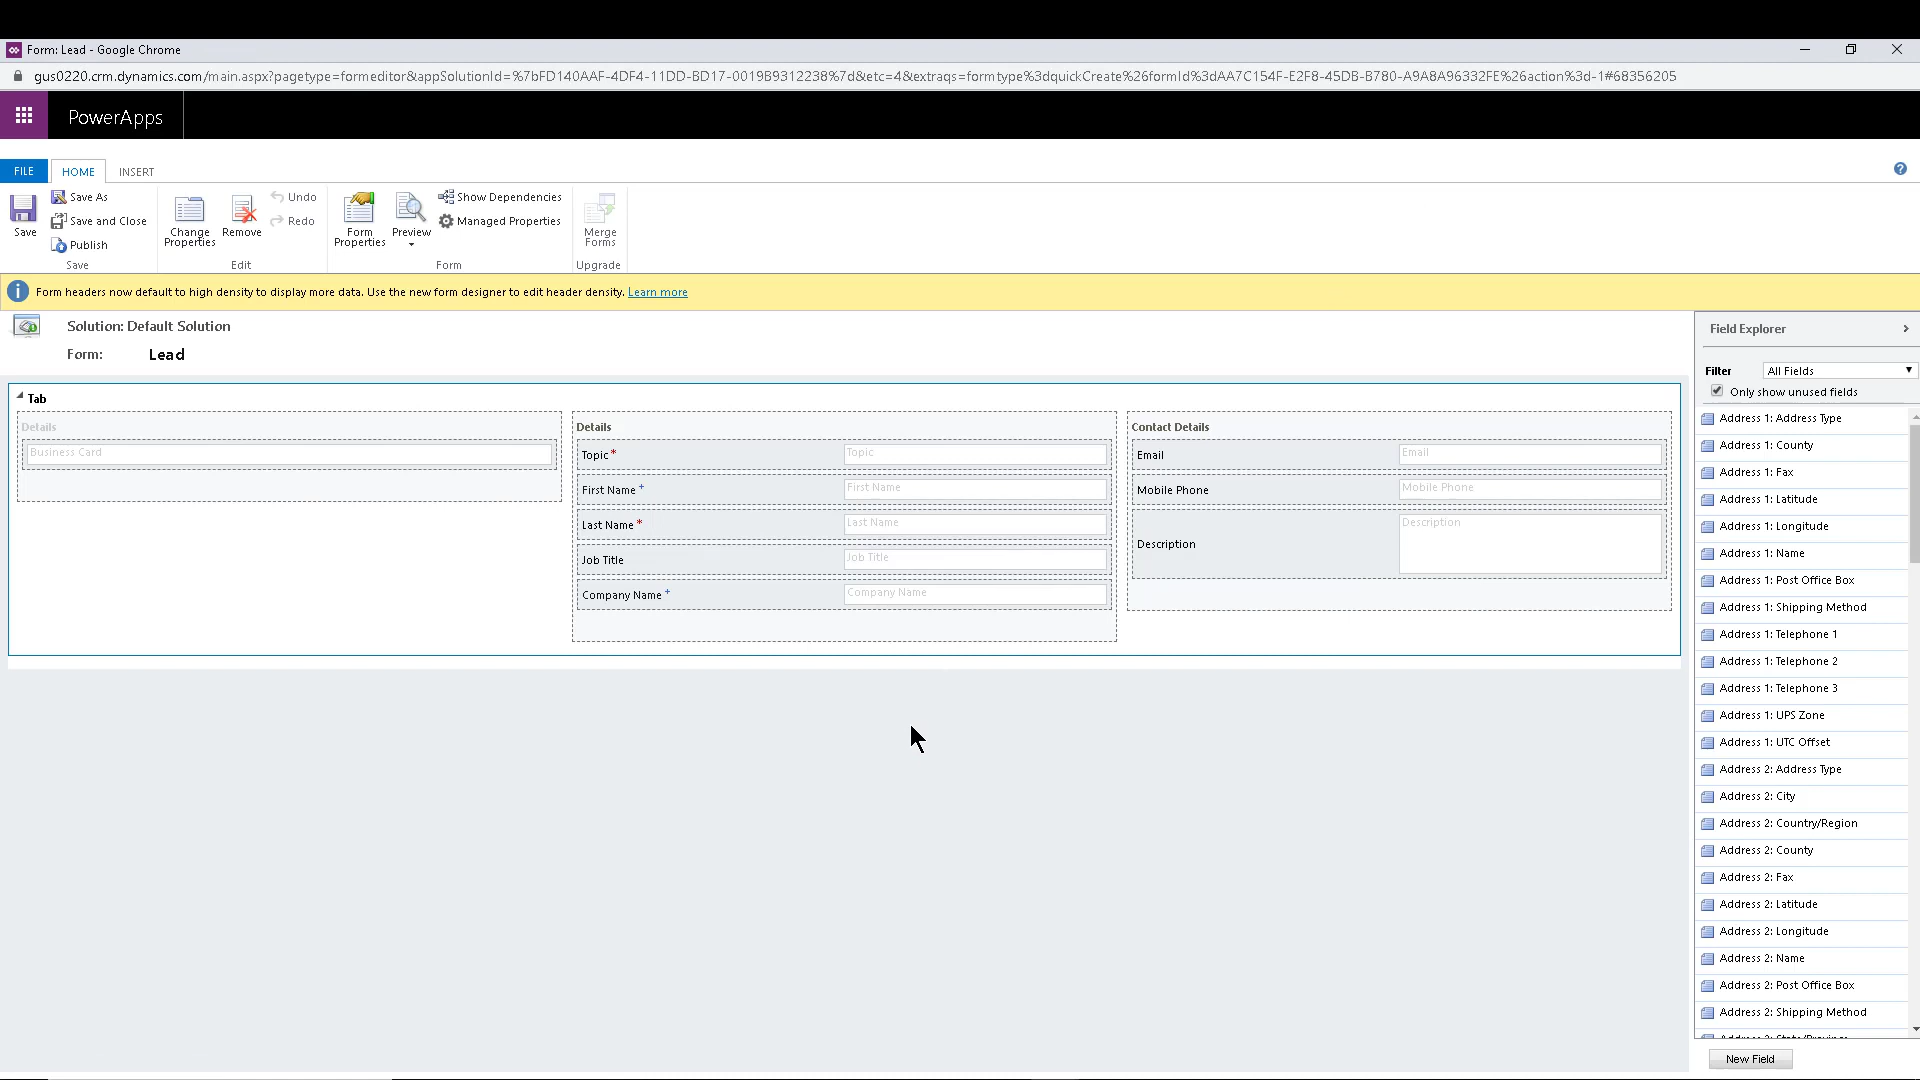 Form: Lead - Google Chrome
gus0220.crm.dynamics.com/main.aspx?pagetype=formeditor&appSolutionId=%7bFD140AAF-4DF4-11DD-BD17-0019B9312238%7d&etc=4&extraqs=formtype%3dquickCreate%26formId%3dAA7C154F-E2F8-45DB-B780-A9A8A96332FE%26action%3d-1#68356205
PowerApps
FILE HOME INSERT
Save
Save As
Save and Close
Publish
Save
Change Properties
Remove
Undo
Redo
Edit
Form Properties
Preview
Show Dependencies
Managed Properties
Form
Merge Forms
Upgrade
Form headers now default to high density to display more data. Use the new form designer to edit header density. Learn more
Solution: Default Solution
Form: Lead
Tab
Details
Business Card
Details
Topic* Topic
First Name+ First Name
Last Name* Last Name
Job Title Job Title
Company Name+ Company Name
Contact Details
Email Email
Mobile Phone Mobile Phone
Description Description
Field Explorer
Filter All Fields
Only show unused fields
Address 1: Address Type
Address 1: County
Address 1: Fax
Address 1: Latitude
Address 1: Longitude
Address 1: Name
Address 1: Post Office Box
Address 1: Shipping Method
Address 1: Telephone 1
Address 1: Telephone 2
Address 1: Telephone 3
Address 1: UPS Zone
Address 1: UTC Offset
Address 2: Address Type
Address 2: City
Address 2: Country/Region
Address 2: County
Address 2: Fax
Address 2: Latitude
Address 2: Longitude
Address 2: Name
Address 2: Post Office Box
Address 2: Shipping Method
Address 2: State/Province
New Field